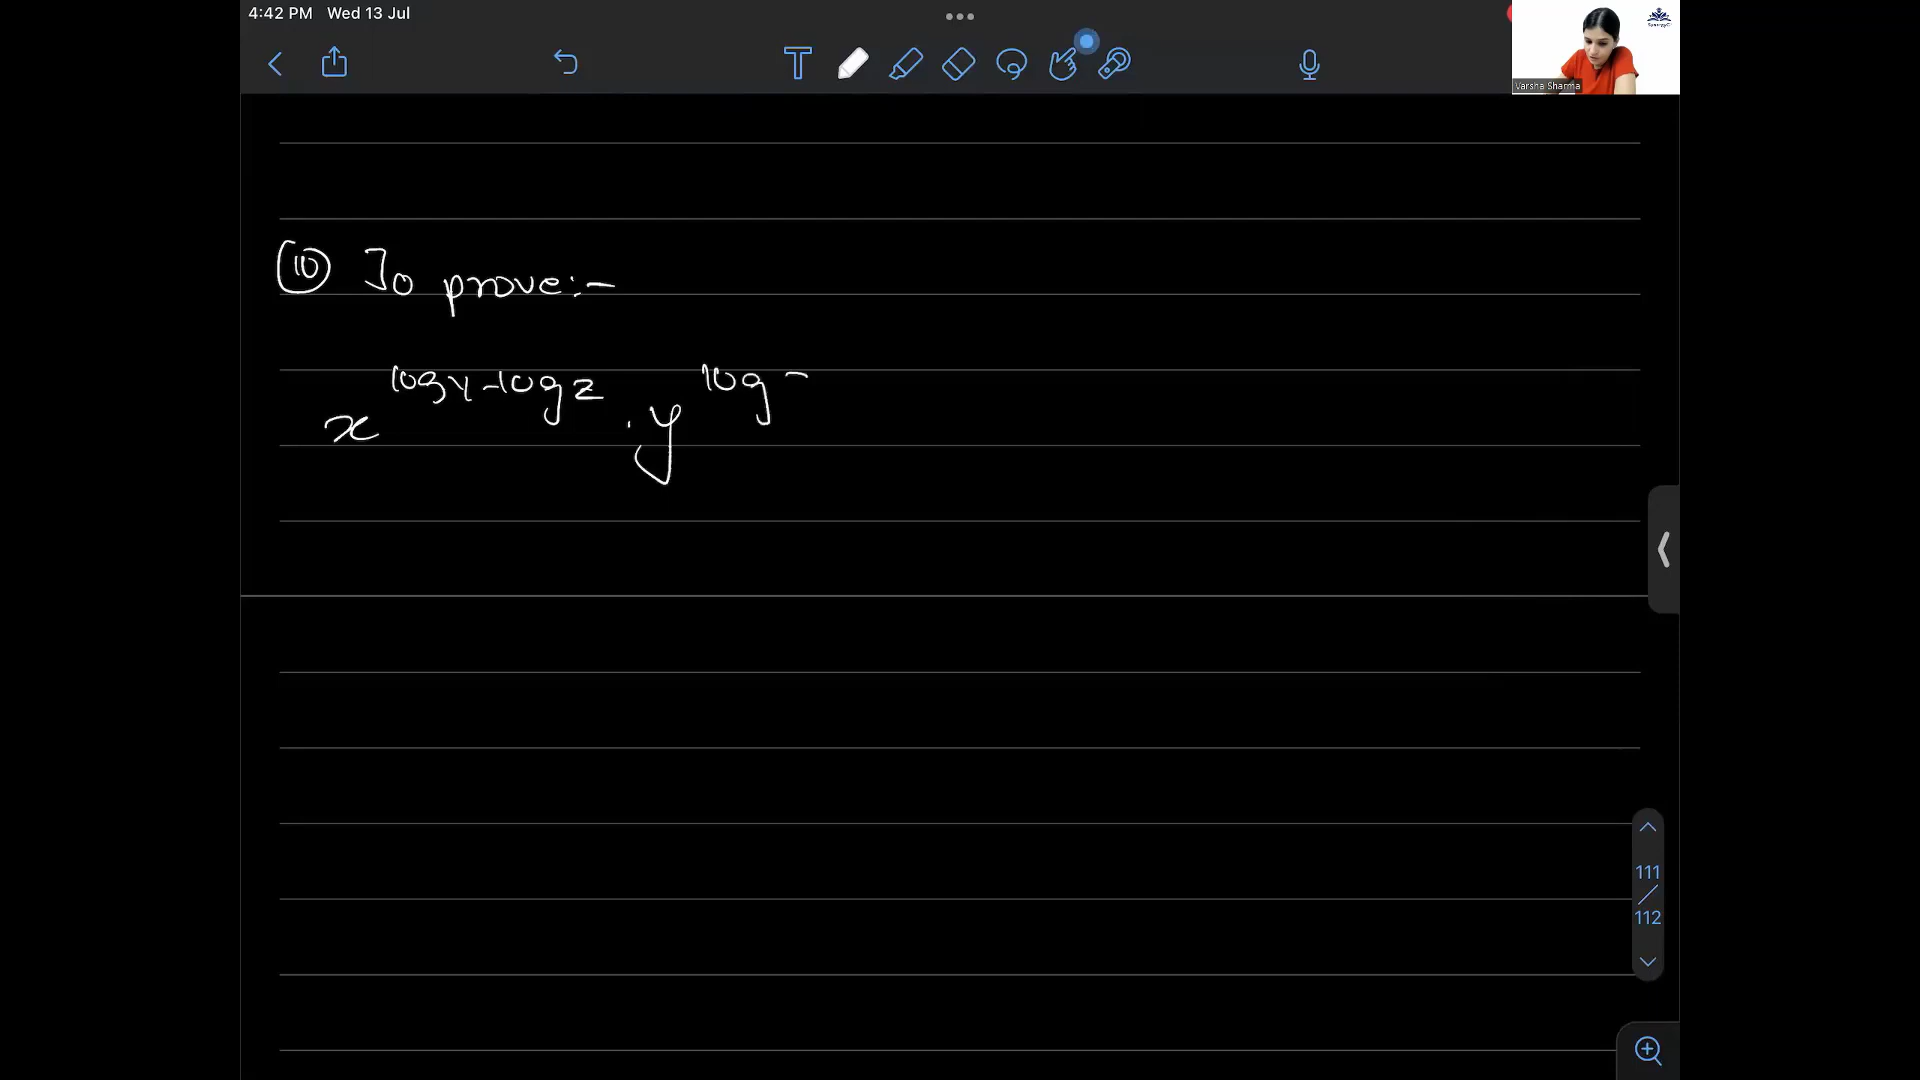 4:42 PM Wed 13 Jul
Varsha Sharma
(10) To prove:-
x^{log y - log z} . y^{log
111
112